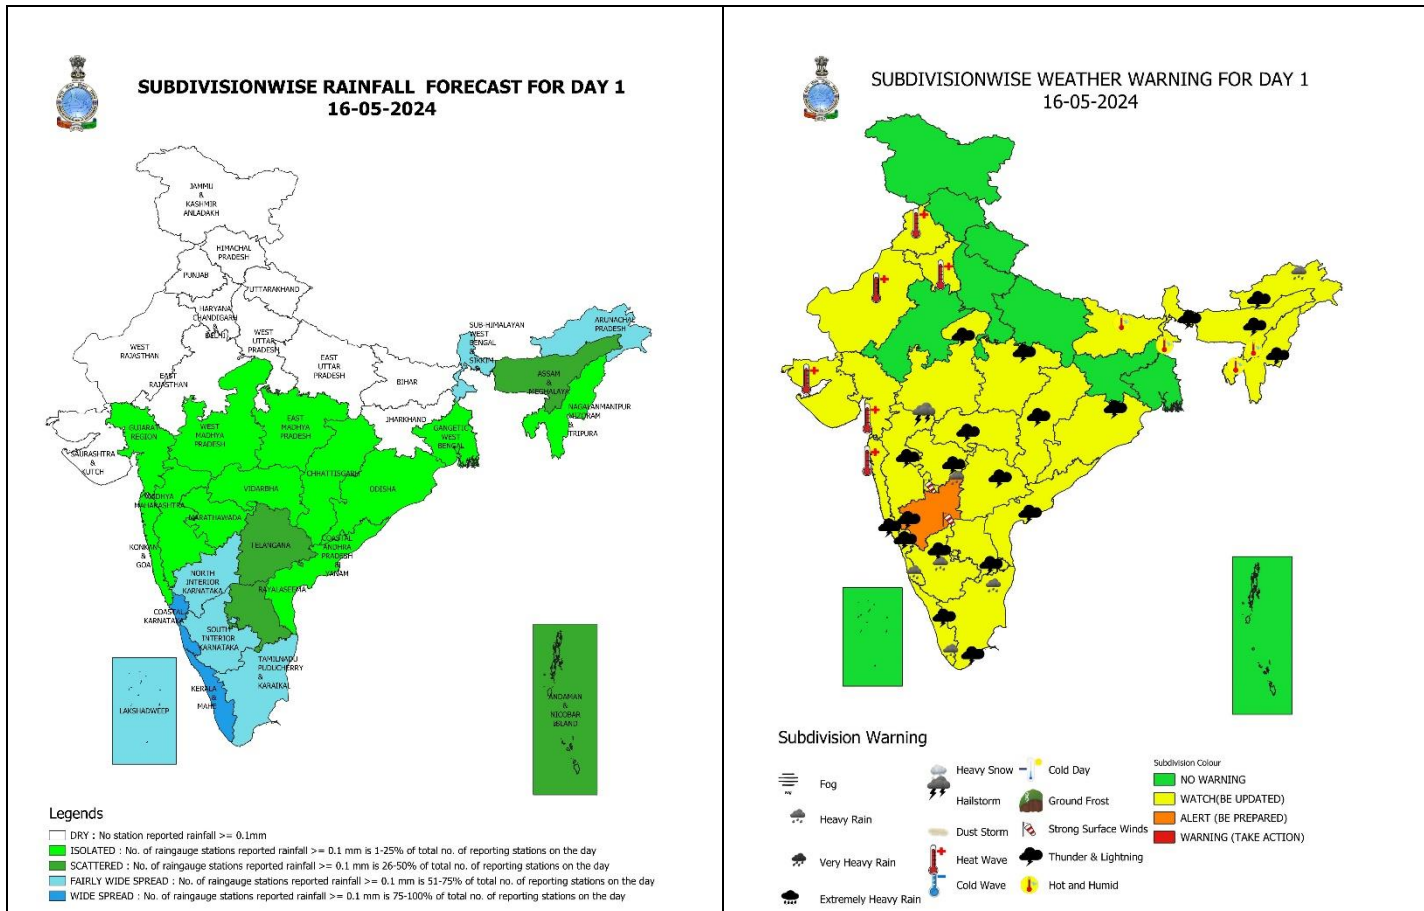 SUBDIVISIONWISE RAINFALL FORECAST FOR DAY 1
16-05-2024
JAMMU
&
KASHMIR
ANLADAKH
HIMACHAL
PRADESH
PUNJAB
UTTARAKHAND
HARYANA
CHANDIGARH
&
DELHI
WEST
UTTAR
PRADESH
WEST
RAJASTHAN
EAST
RAJASTHAN
EAST
UTTAR
PRADESH
BIHAR
SUB-HIMALAYAN
WEST
BENGAL
&
SIKKIM
ARUNACHAL
PRADESH
ASSAM
&
MEGHALAYA
NAGALANMANIPUR
MIZORAM
&
TRIPURA
JHARKHAND
GANGETIC
WEST
BENGAL
GUJARAT
REGION
WEST
MADHYA
PRADESH
EAST
MADHYA
PRADESH
SAURASHTRA
&
KUTCH
CHHATTISGARH
ODISHA
VIDARBHA
MADHYA
MAHARASHTRA
MARATHAWADA
KONKAN
&
GOA
TELANGANA
COASTAL
ANDHRA
PRADESH
&
YANAM
NORTH
INTERIOR
KARNATAKA
RAYALASEEMA
COASTAL
KARNATAKA
SOUTH
INTERIOR
KARNATAKA
TAMILNADU
PUDUCHERRY
&
KARAIKAL
KERALA
&
MAHE
LAKSHADWEEP
ANDAMAN
&
NICOBAR
ISLAND
Legends
DRY : No station reported rainfall >= 0.1mm
ISOLATED : No. of raingauge stations reported rainfall >= 0.1 mm is 1-25% of total no. of reporting stations on the day
SCATTERED : No. of raingauge stations reported rainfall >= 0.1 mm is 26-50% of total no. of reporting stations on the day
FAIRLY WIDE SPREAD : No. of raingauge stations reported rainfall >= 0.1 mm is 51-75% of total no. of reporting stations on the day
WIDE SPREAD : No. of raingauge stations reported rainfall >= 0.1 mm is 75-100% of total no. of reporting stations on the day
SUBDIVISIONWISE WEATHER WARNING FOR DAY 1
16-05-2024
Subdivision Warning
Fog
Heavy Rain
Very Heavy Rain
Extremely Heavy Rain
Heavy Snow
Hailstorm
Dust Storm
Heat Wave
Cold Wave
Cold Day
Ground Frost
Strong Surface Winds
Thunder & Lightning
Hot and Humid
Subdivision Colour
NO WARNING
WATCH(BE UPDATED)
ALERT (BE PREPARED)
WARNING (TAKE ACTION)